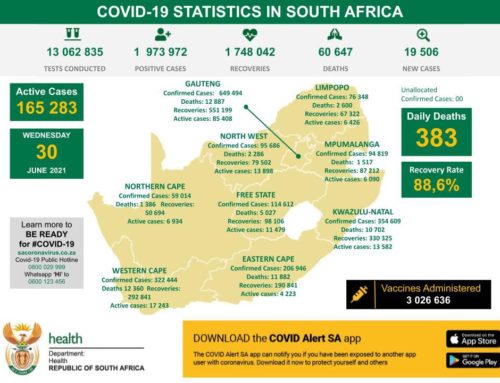 COVID-19 STATISTICS IN SOUTH AFRICA
13 062 835
TESTS CONDUCTED
1 973 972
POSITIVE CASES
1 748 042
RECOVERIES
60 647
DEATHS
19 506
NEW CASES
Active Cases
165 283
WEDNESDAY
30
JUNE 2021
GAUTENG
Confirmed Cases: 649 494
Deaths: 12 887
Recoveries: 551 199
Active Cases: 85 408
LIMPOPO
Confirmed Cases: 76 348
Deaths: 2 600
Recoveries: 67 322
Active Cases: 6 426
Unallocated
Confirmed Cases: 00
Daily Deaths
383
Recovery Rate
88,6%
NORTH WEST
Confirmed Cases: 95 686
Deaths: 2 286
Recoveries: 79 502
Active cases: 13 898
MPUMALANGA
Confirmed Cases: 94 819
Deaths: 1 517
Recoveries: 87 212
Active Cases: 6 090
NORTHERN CAPE
Confirmed Cases: 59 014
Deaths: 1 386 Recoveries:
50 694
Active cases: 6 934
FREE STATE
Confirmed Cases: 114 612
Deaths: 5 027
Recoveries: 98 106
Active cases: 11 479
KWAZULU-NATAL
Confirmed Cases: 354 609
Deaths: 10 702
Recoveries: 330 325
Active cases: 13 582
EASTERN CAPE
Confirmed Cases: 206 946
Deaths: 11 882
Recoveries: 190 841
Active cases: 4 223
WESTERN CAPE
Confirmed Cases: 322 444
Deaths: 12 360 Recoveries:
292 841
Active cases: 17 243
Learn more to
BE READY
for #COVID-19
sacoronavirus.co.za
Covid-19 Public Hotline
0800 029 999
Whatsapp 'Hi' to
0600 123 456
Vaccines Administered
3 026 636
health
Department:
Health
REPUBLIC OF SOUTH AFRICA
DOWNLOAD the COVID Alert SA app
The COVID Alert SA app can notify you if you have been exposed to another app
user with coronavirus. Download it now to protect yourself and others
Download on the
App Store
GET IT ON
Google Play